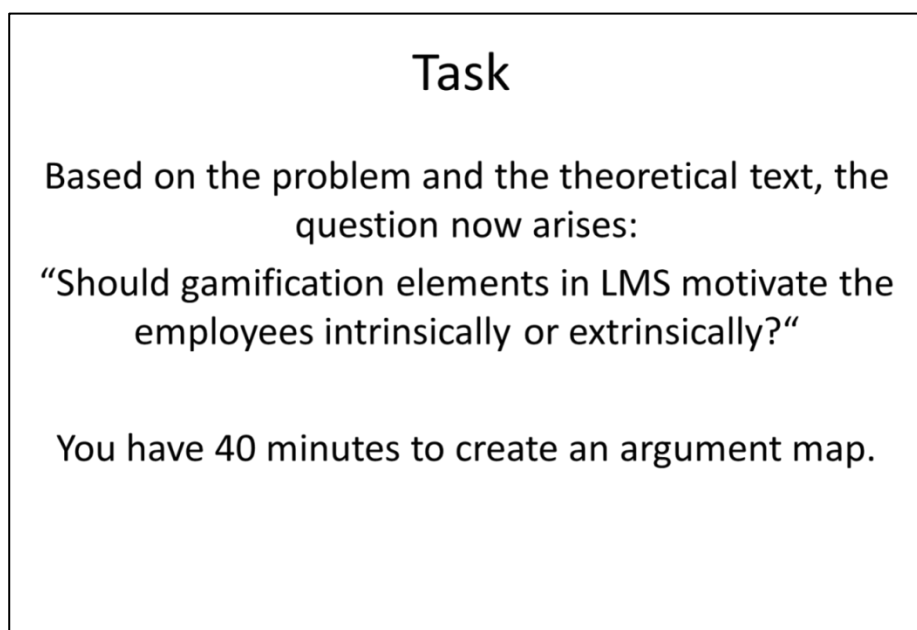 Task
Based on the problem and the theoretical text, the
question now arises:
“Should gamification elements in LMS motivate the
employees intrinsically or extrinsically?“
You have 40 minutes to create an argument map.